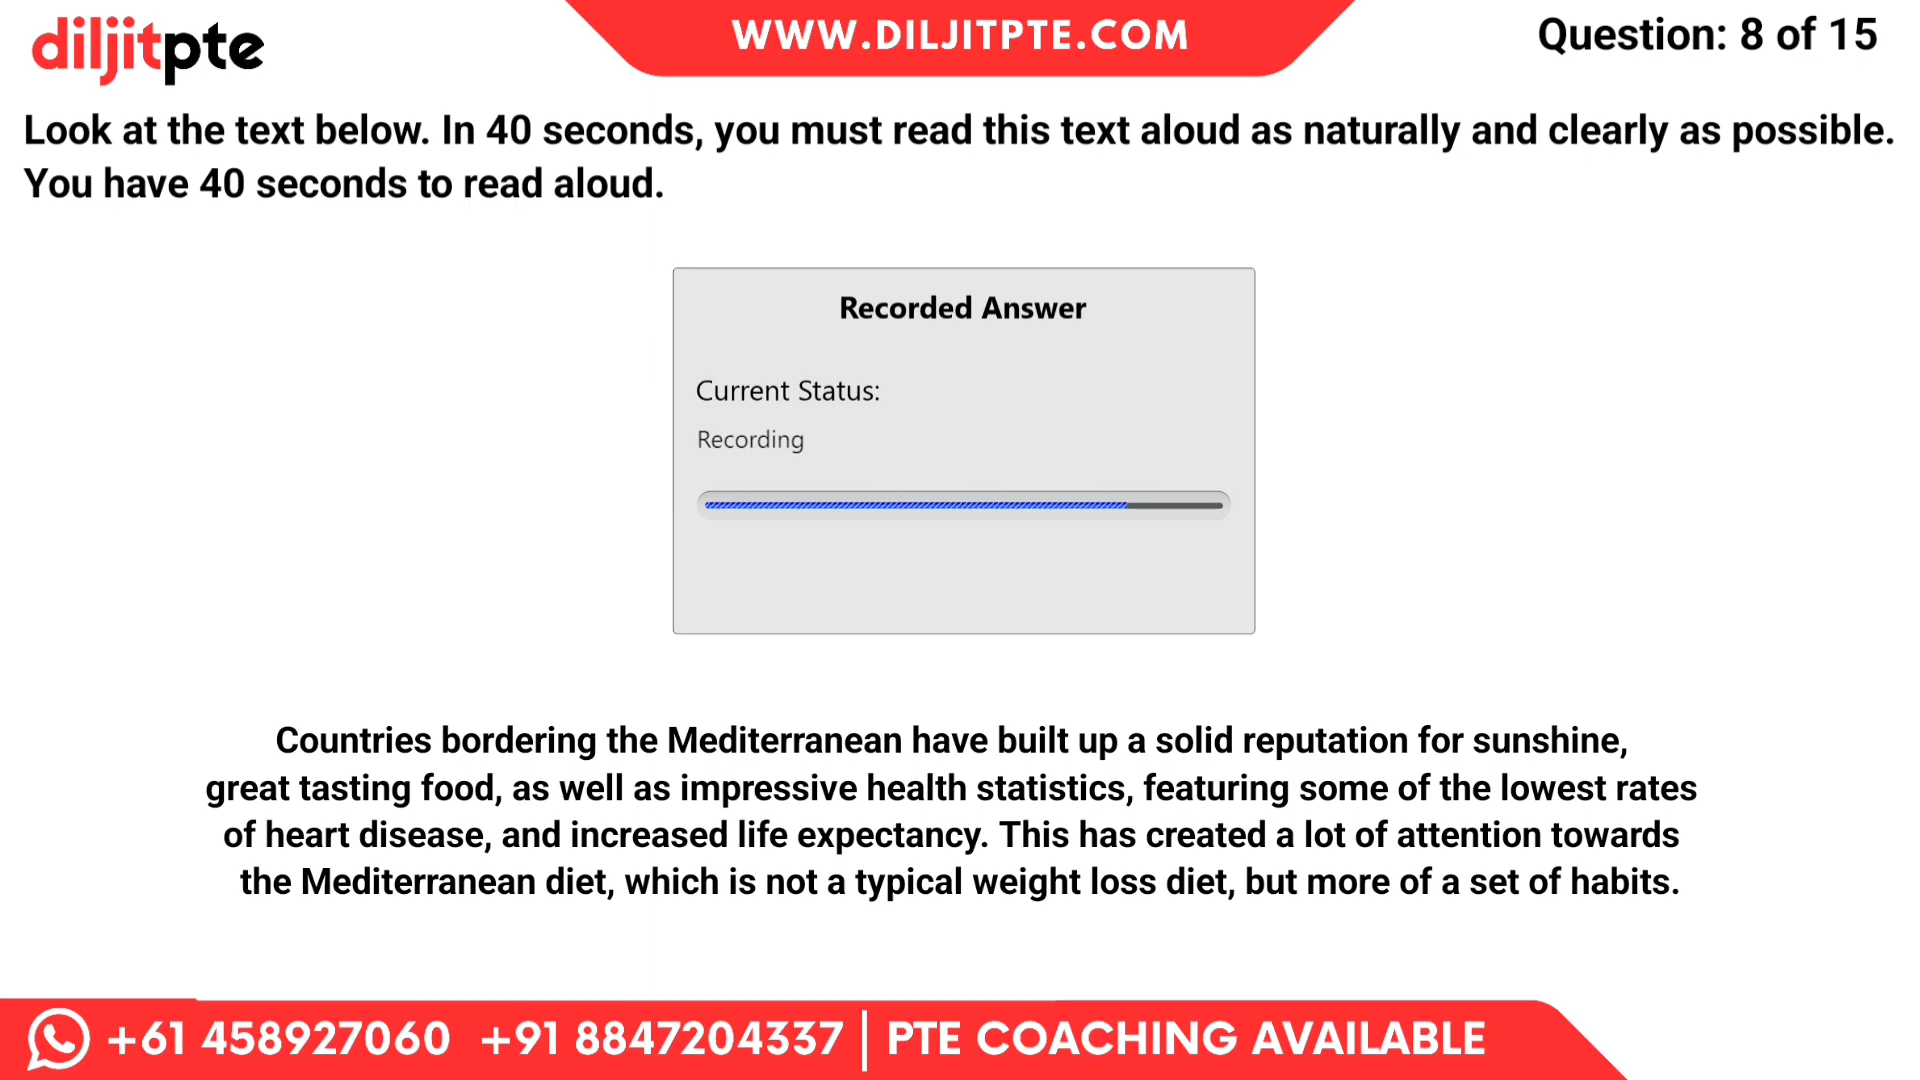 diljitpte
WWW.DILJITPTE.COM
Question: 8 of 15
Look at the text below. In 40 seconds, you must read this text aloud as naturally and clearly as possible.
You have 40 seconds to read aloud.
Recorded Answer
Current Status:
Recording
Countries bordering the Mediterranean have built up a solid reputation for sunshine,
great tasting food, as well as impressive health statistics, featuring some of the lowest rates
of heart disease, and increased life expectancy. This has created a lot of attention towards
the Mediterranean diet, which is not a typical weight loss diet, but more of a set of habits.
+61 458927060 +91 8847204337 | PTE COACHING AVAILABLE